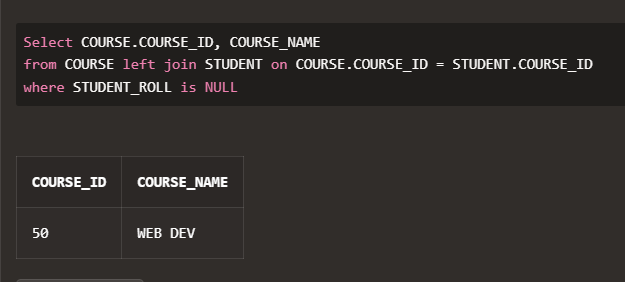 Select COURSE.COURSE_ID, COURSE_NAME
from COURSE left join STUDENT on COURSE.COURSE_ID = STUDENT.COURSE_ID
where STUDENT_ROLL is NULL
COURSE_ID COURSE_NAME
50 WEB DEV